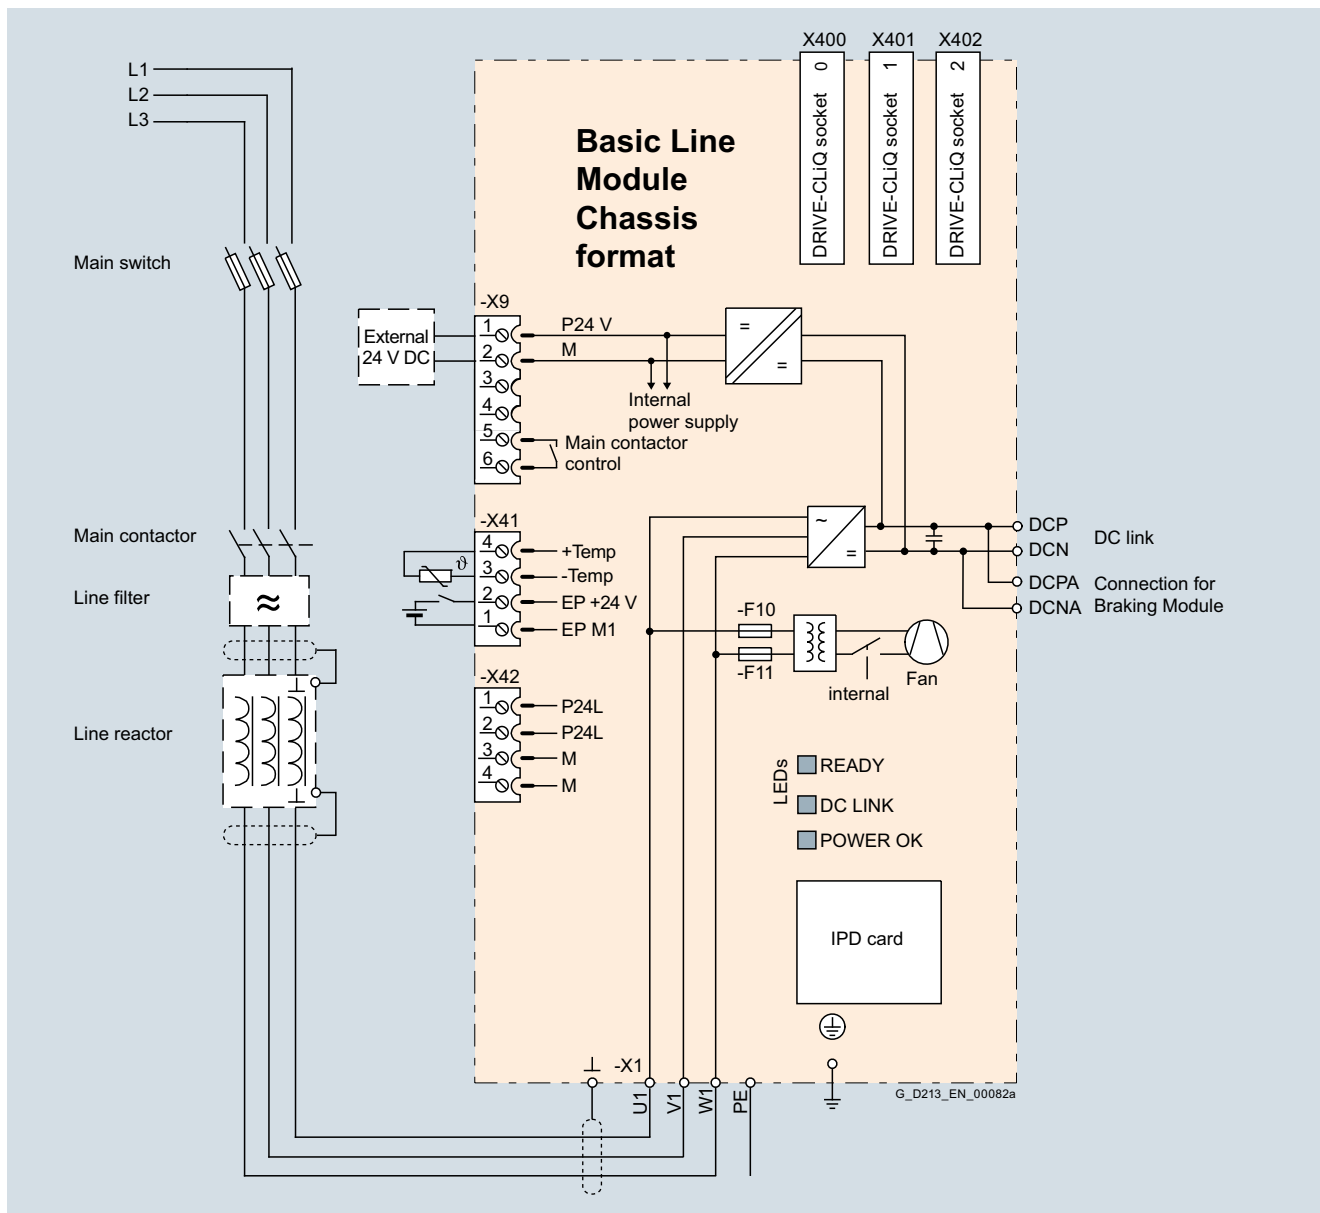 X400
X401
X402
DRIVE-CLiQ socket 0
DRIVE-CLiQ socket 1
DRIVE-CLiQ socket 2
L1
L2
L3
Basic Line
Module
Chassis
format
Main switch
-X9
1
2
3
4
5
6
External
24 V DC
P24 V
M
=
=
Internal
power supply
Main contactor
control
Main contactor
Line filter
≈
-X41
4
3
2
1
ϑ
+Temp
-Temp
EP +24 V
EP M1
~
=
DCP
DCN
DC link
DCPA
DCNA
Connection for
Braking Module
-F10
-F11
internal
Fan
-X42
1
2
3
4
P24L
P24L
M
M
Line reactor
LEDs
READY
DC LINK
POWER OK
IPD card
-X1
U1
V1
W1
PE
G_D213_EN_00082a